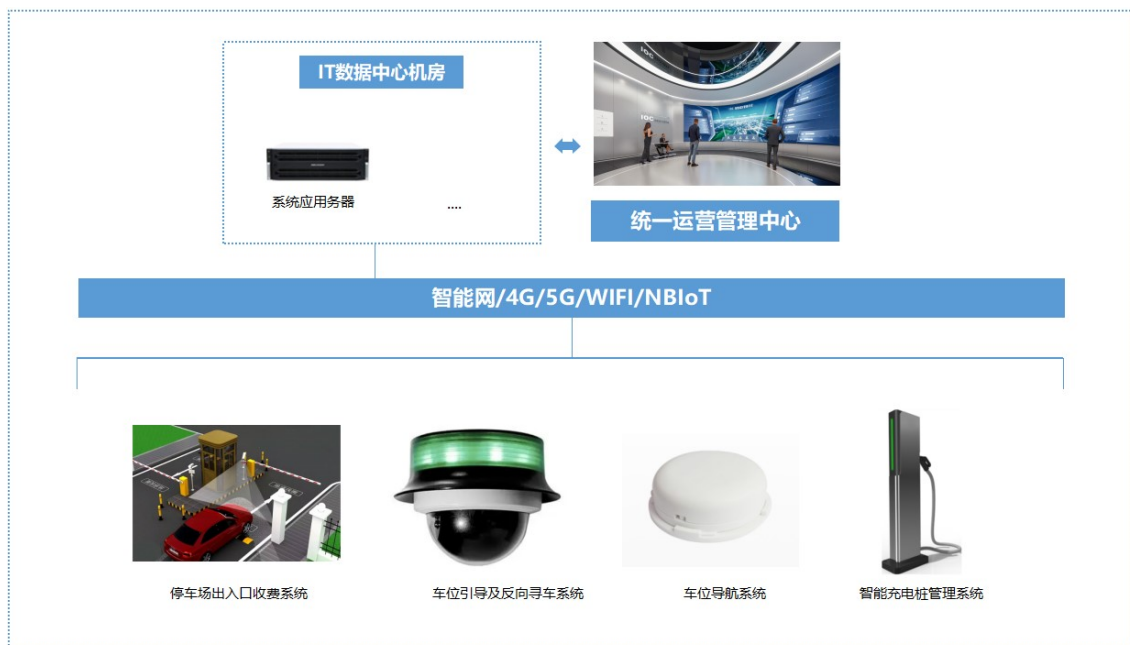 IT数据中心机房
IOC
IOC
系统应用务器
....
统一运营管理中心
智能网/4G/5G/WIFI/NBIoT
停车场出入口收费系统
车位引导及反向寻车系统
车位导航系统
智能充电桩管理系统